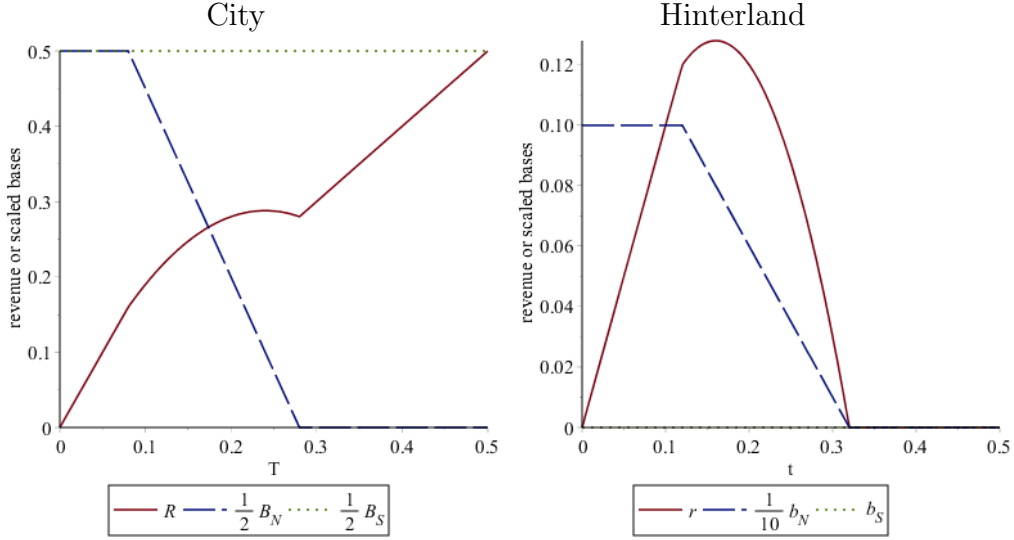 City
Hinterland
revenue or scaled bases
0.5
0.4
0.3
0.2
0.1
0
0 0.1 0.2 0.3 0.4 0.5
T
R 1/2 B_N 1/2 B_S
revenue or scaled bases
0.12
0.10
0.08
0.06
0.04
0.02
0
0 0.1 0.2 0.3 0.4 0.5
t
r 1/10 b_N b_S